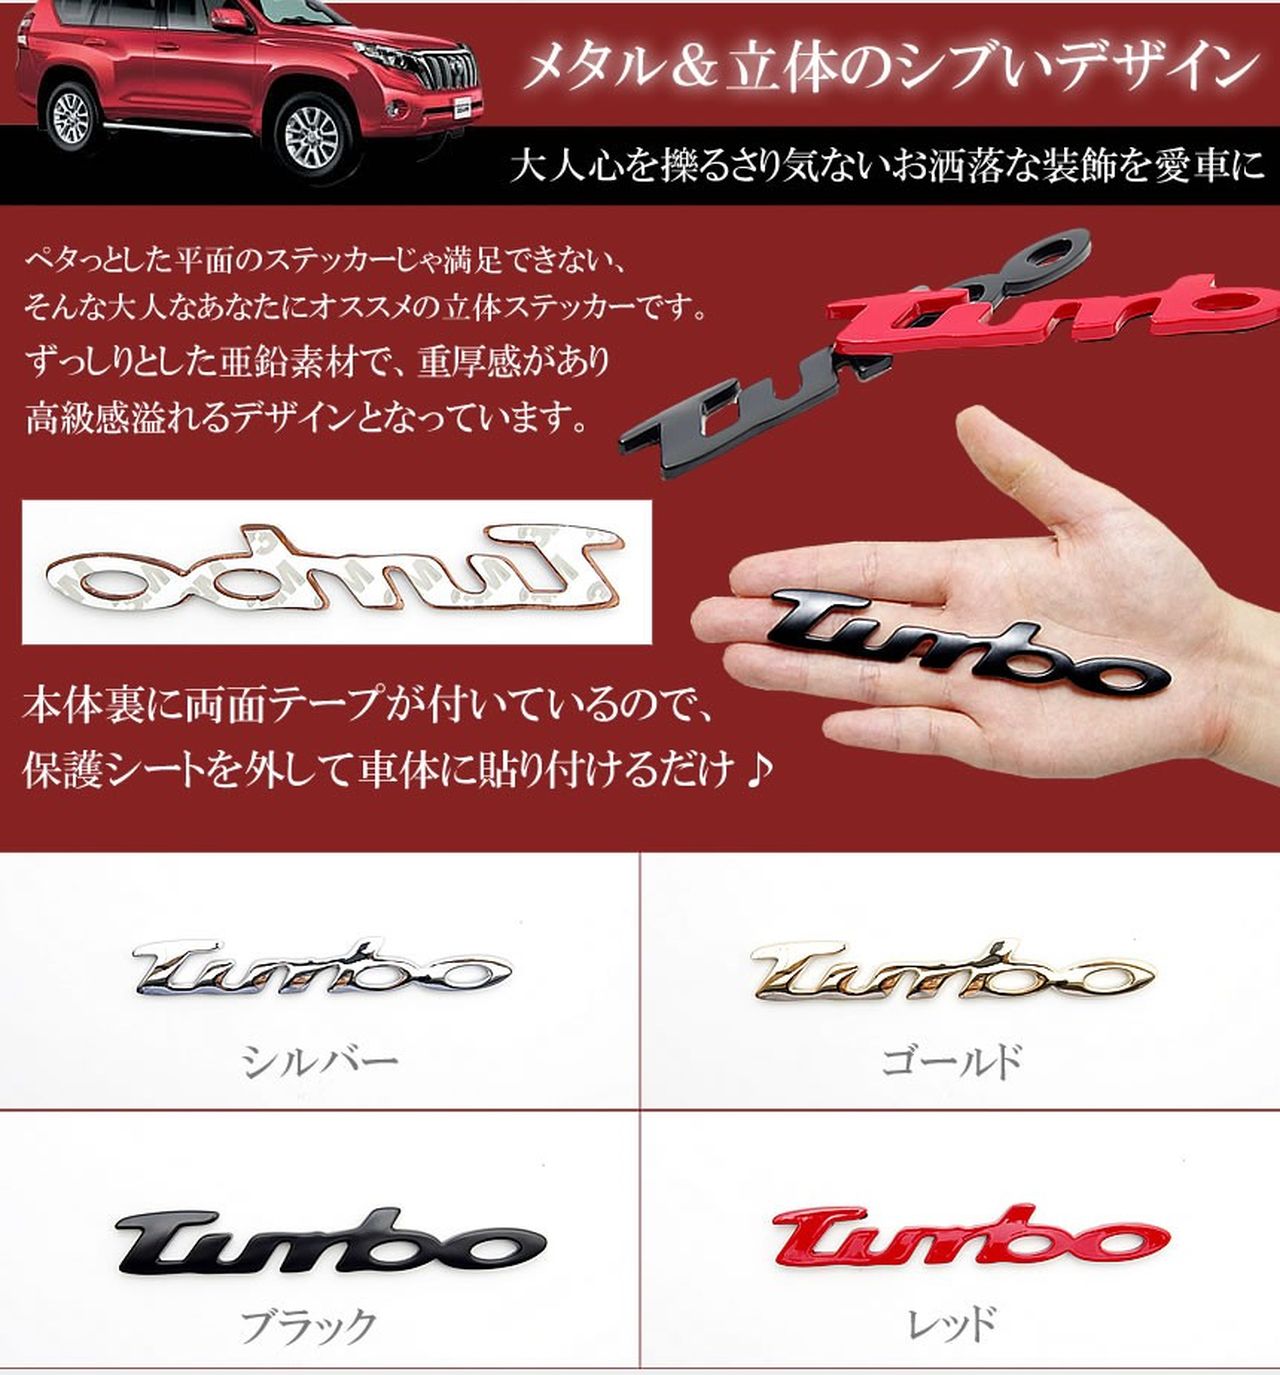 メタル＆立体のシブいデザイン
大人心を擽るさり気ないお洒落な装飾を愛車に
ペタっとした平面のステッカーじゃ満足できない、
そんな大人なあなたにオススメの立体ステッカーです。
ずっしりとした亜鉛素材で、重厚感があり
高級感溢れるデザインとなっています。
Turbo
Turbo
Turbo
本体裏に両面テープが付いているので、
保護シートを外して車体に貼り付けるだけ♪
Turbo
Turbo
シルバー
ゴールド
Turbo
Turbo
ブラック
レッド